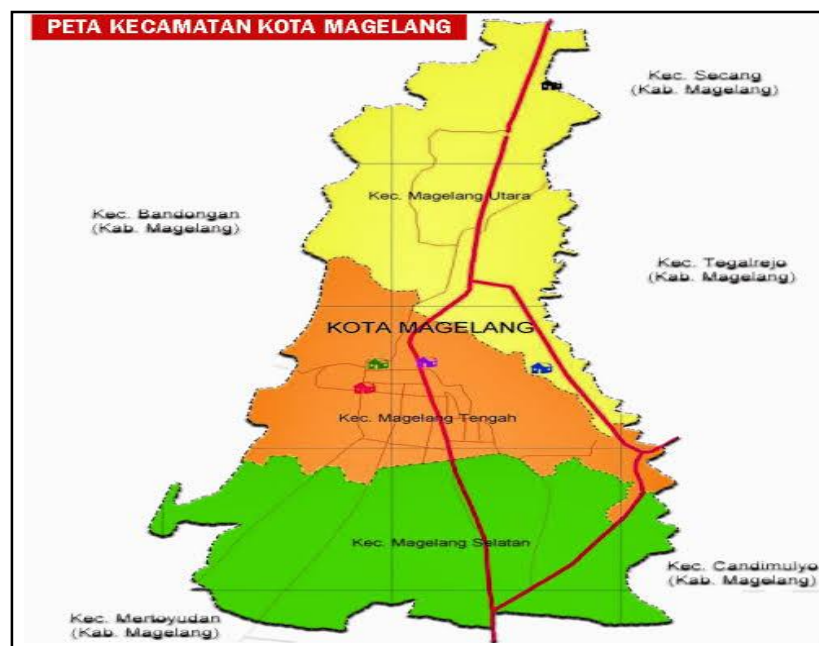 PETA KECAMATAN KOTA MAGELANG
Kec. Secang
(Kab. Magelang)
Kec. Magelang Utara
Kec. Bandongan
(Kab. Magelang)
Kec. Tegalrejo
(Kab. Magelang)
KOTA MAGELANG
Kec. Magelang Tengah
Kec. Magelang Selatan
Kec. Candimulyo
(Kab. Magelang)
Kec. Mertoyudan
(Kab. Magelang)